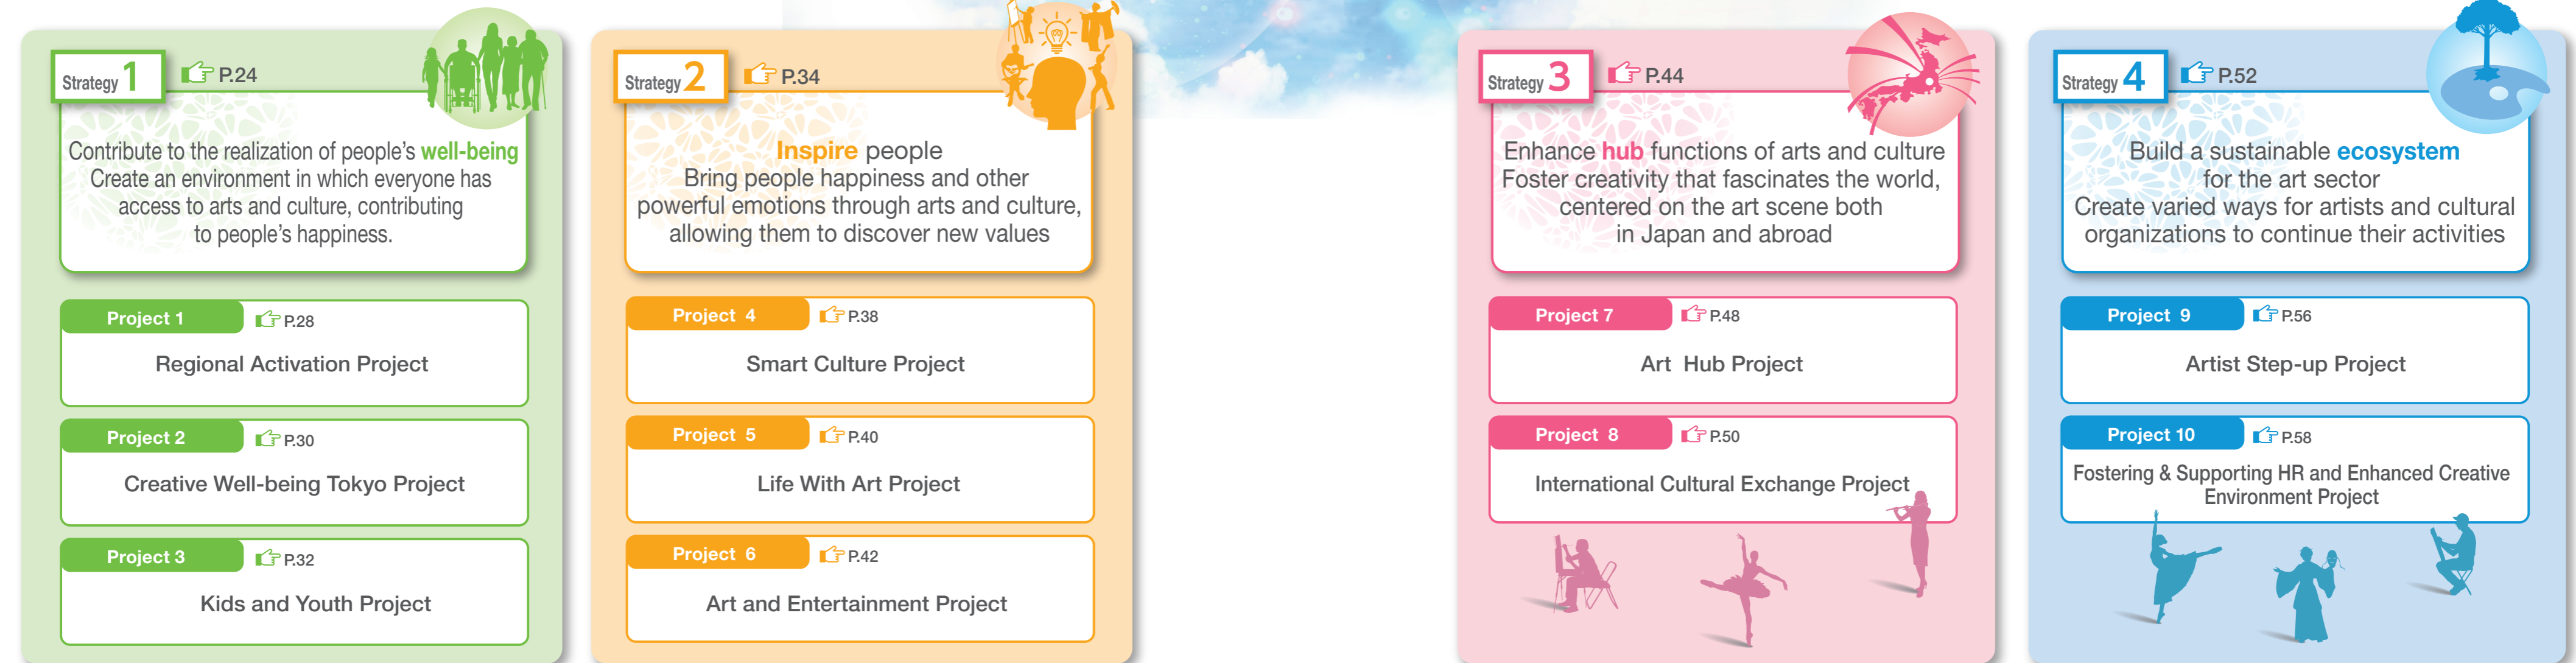 Strategy 1
P.24
Contribute to the realization of people's well-being
Create an environment in which everyone has
access to arts and culture, contributing
to people's happiness.
Project 1
P.28
Regional Activation Project
Project 2
P.30
Creative Well-being Tokyo Project
Project 3
P.32
Kids and Youth Project
Strategy 2
P.34
Inspire people
Bring people happiness and other
powerful emotions through arts and culture,
allowing them to discover new values
Project 4
P.38
Smart Culture Project
Project 5
P.40
Life With Art Project
Project 6
P.42
Art and Entertainment Project
Strategy 3
P.44
Enhance hub functions of arts and culture
Foster creativity that fascinates the world,
centered on the art scene both
in Japan and abroad
Project 7
P.48
Art Hub Project
Project 8
P.50
International Cultural Exchange Project
Strategy 4
P.52
Build a sustainable ecosystem
for the art sector
Create varied ways for artists and cultural
organizations to continue their activities
Project 9
P.56
Artist Step-up Project
Project 10
P.58
Fostering & Supporting HR and Enhanced Creative
Environment Project